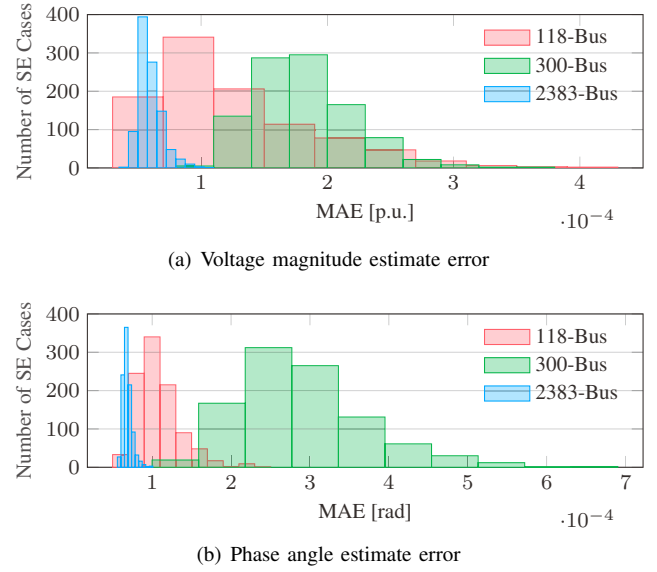 400
300
200
100
0
Number of SE Cases
118-Bus
300-Bus
2383-Bus
1 2 3 4
MAE [p.u.]
·10⁻⁴
(a) Voltage magnitude estimate error
400
300
200
100
0
Number of SE Cases
118-Bus
300-Bus
2383-Bus
1 2 3 4 5 6 7
MAE [rad]
·10⁻⁴
(b) Phase angle estimate error